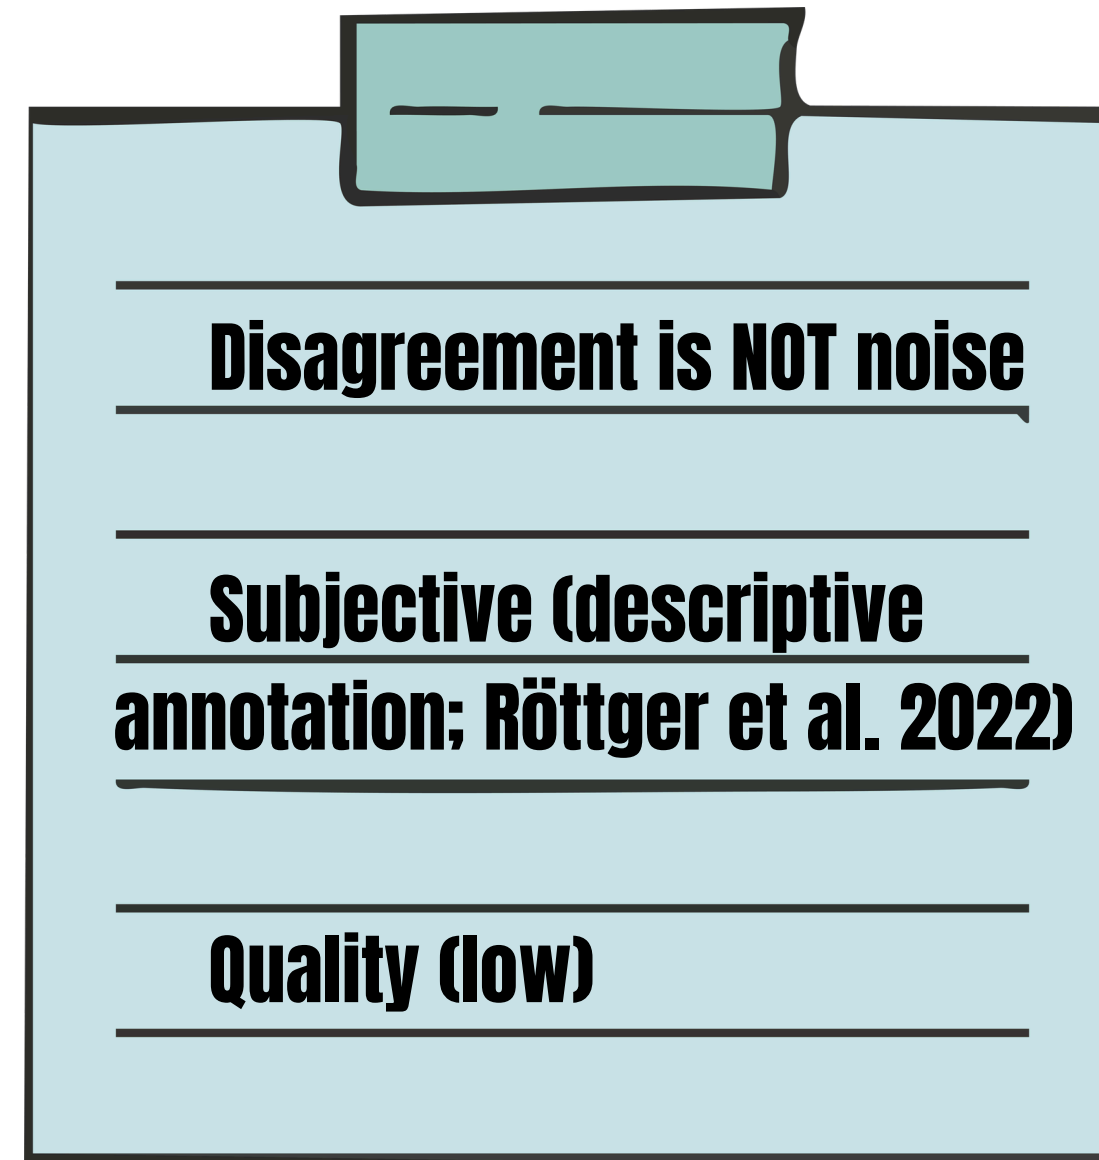 Disagreement is NOT noise
Subjective (descriptive
annotation; Röttger et al. 2022)
Quality (low)